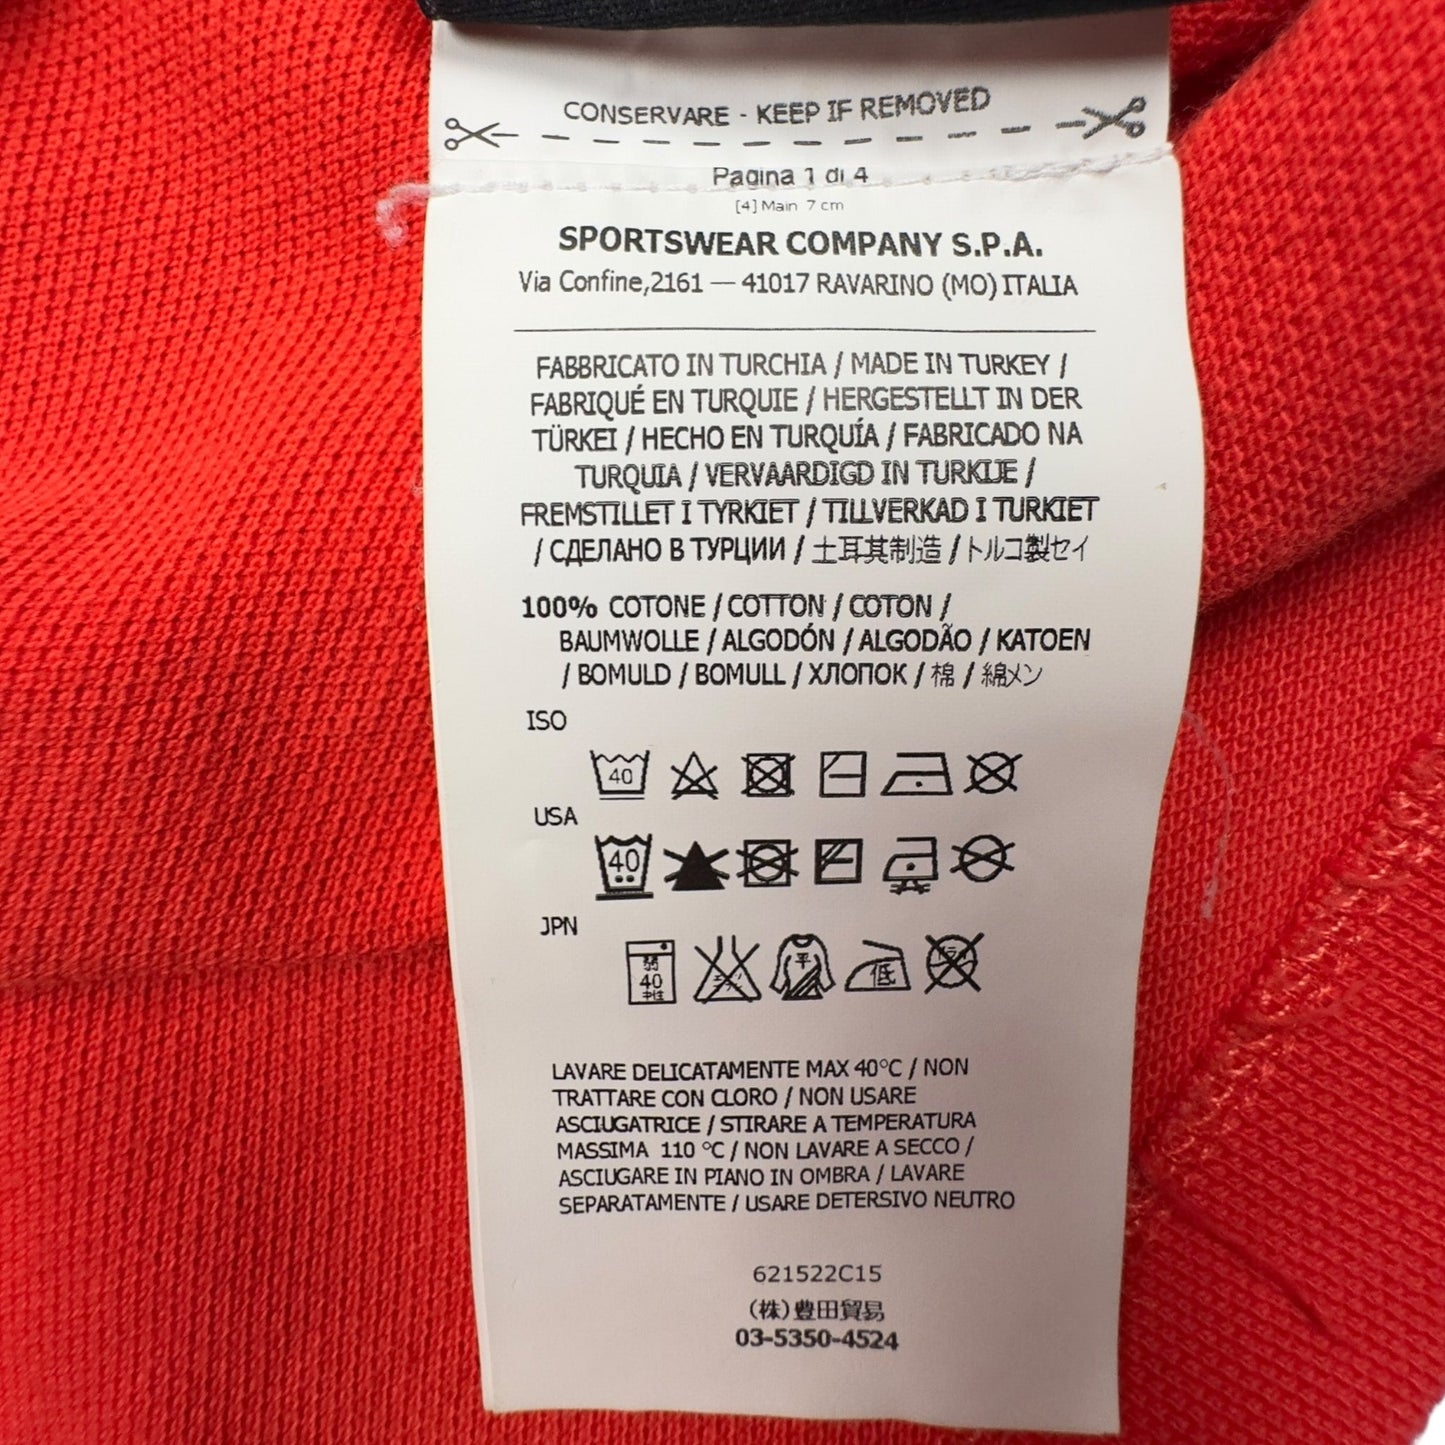 CONSERVARE - KEEP IF REMOVED
Pagina 1 di 4
[4] Main 7 cm
SPORTSWEAR COMPANY S.P.A.
Via Confine,2161 — 41017 RAVARINO (MO) ITALIA
FABBRICATO IN TURCHIA / MADE IN TURKEY /
FABRIQUÉ EN TURQUIE / HERGESTELLT IN DER
TÜRKEI / HECHO EN TURQUÍA / FABRICADO NA
TURQUIA / VERVAARDIGD IN TURKIJE /
FREMSTILLET I TYRKIET / TILLVERKAD I TURKIET
/ СДЕЛАНО В ТУРЦИИ / 土耳其制造 / トルコ製セイ
100% COTONE / COTTON / COTON /
BAUMWOLLE / ALGODÓN / ALGODÃO / KATOEN
/ BOMULD / BOMULL / ХЛОПОК / 棉 / 綿メン
ISO
40
USA
40
JPN
弱 40 中性 平 低
LAVARE DELICATAMENTE MAX 40°C / NON
TRATTARE CON CLORO / NON USARE
ASCIUGATRICE / STIRARE A TEMPERATURA
MASSIMA 110 °C / NON LAVARE A SECCO /
ASCIUGARE IN PIANO IN OMBRA / LAVARE
SEPARATAMENTE / USARE DETERSIVO NEUTRO
621522C15
(株)豊田貿易
03-5350-4524